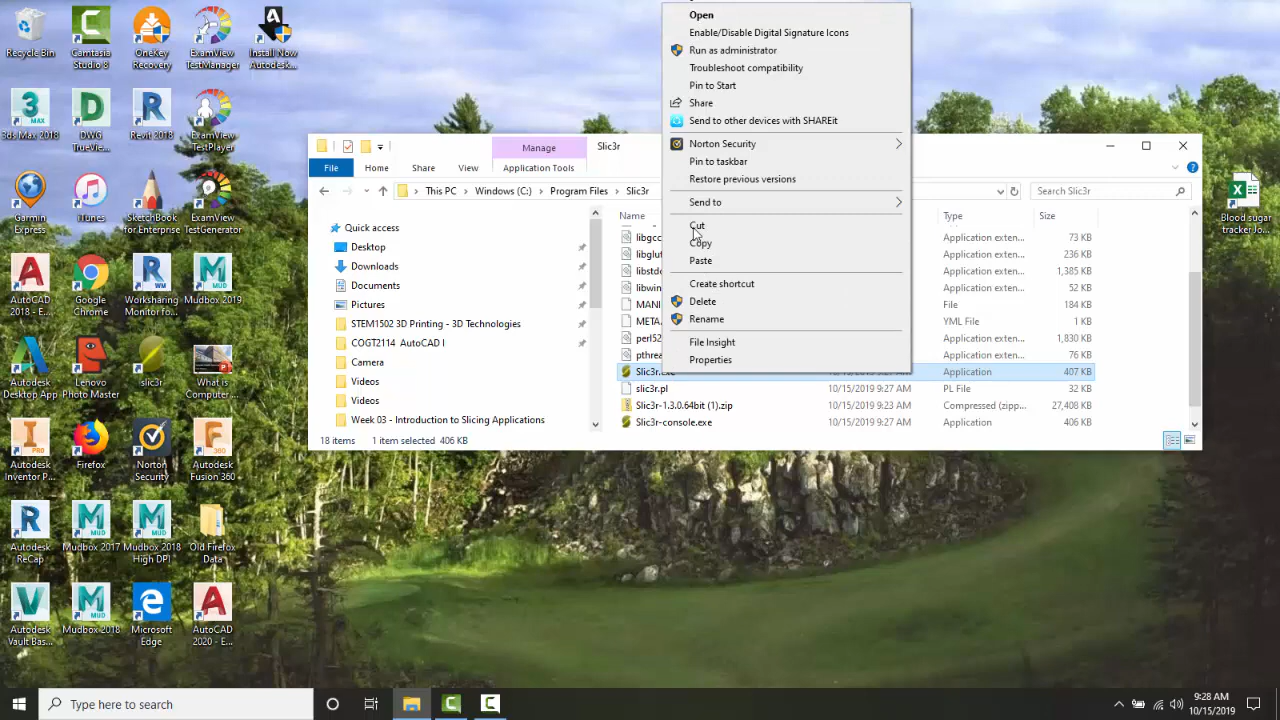 Recycle Bin
Camtasia
Studio 8
OneKey
Recovery
ExamView
TestManager
Install Now
Autodesk...
3ds Max 2018
DWG
TrueView...
Revit 2018
ExamView
TestPlayer
Garmin
Express
iTunes
SketchBook
for Enterprise
ExamView
TestGenerator
AutoCAD
2018 - E...
Google
Chrome
Worksharing
Monitor fo...
Mudbox 2019
Autodesk
Desktop App
Lenovo
Photo Master
slic3r
What is
Computer ...
Autodesk
Inventor P...
Firefox
Norton
Security
Autodesk
Fusion 360
Autodesk
ReCap
Mudbox 2017
Mudbox 2018
High DPI
Old Firefox
Data
Autodesk
Vault Bas...
Mudbox 2018
Microsoft
Edge
AutoCAD
2020 - E...
Blood sugar
tracker Jo...
Manage
Slic3r
File
Home
Share
View
Application Tools
This PC
Windows (C:)
Program Files
Slic3r
Search Slic3r
Quick access
Desktop
Downloads
Documents
Pictures
STEM1502 3D Printing - 3D Technologies
COGT2114 AutoCAD I
Camera
Videos
Videos
Week 03 - Introduction to Slicing Applications
Name
Type
Size
libgcc
Application exten...
73 KB
libglut
Application exten...
236 KB
libstdc
Application exten...
1,385 KB
libwin
Application exten...
52 KB
MANI
File
184 KB
META.
YML File
1 KB
perl52
Application exten...
1,830 KB
pthrea
Application exten...
76 KB
Slic3r.exe
10/15/2019 9:27 AM
Application
407 KB
slic3r.pl
10/15/2019 9:27 AM
PL File
32 KB
Slic3r-1.3.0.64bit (1).zip
10/15/2019 9:23 AM
Compressed (zipp...
27,408 KB
Slic3r-console.exe
10/15/2019 9:27 AM
Application
406 KB
18 items
1 item selected 406 KB
Open
Enable/Disable Digital Signature Icons
Run as administrator
Troubleshoot compatibility
Pin to Start
Share
Send to other devices with SHAREit
Norton Security
Pin to taskbar
Restore previous versions
Send to
Cut
Copy
Paste
Create shortcut
Delete
Rename
File Insight
Properties
Type here to search
9:28 AM
10/15/2019